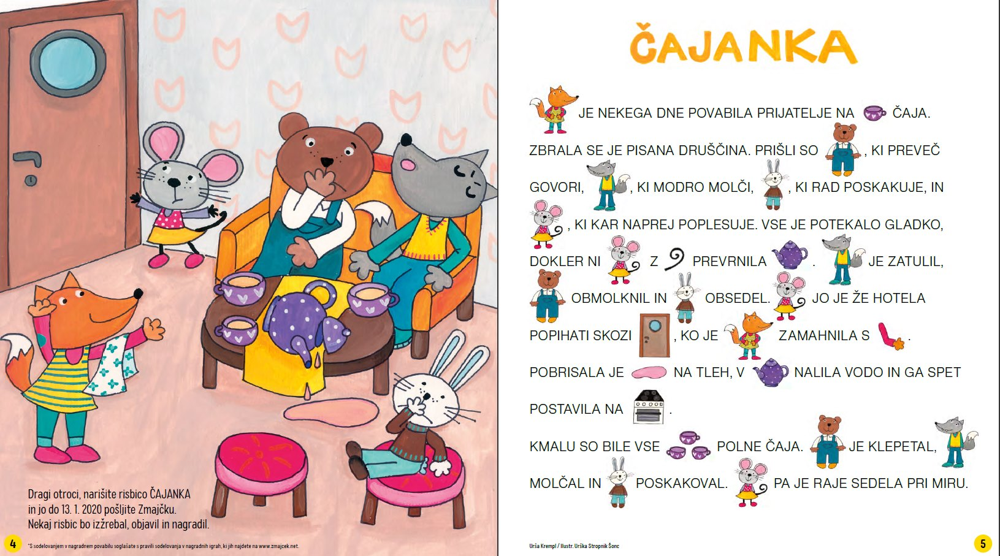 Dragi otroci, narišite risbico ČAJANKA
in jo do 13. 1. 2020 pošljite Zmajčku.
Nekaj risbic bo izžrebal, objavil in nagradil.
4
*S sodelovanjem v nagradnem povabilu soglašate s pravili sodelovanja v nagradnih igrah, ki jih najdete na www.zmajcek.net.
ČAJANKA
JE NEKEGA DNE POVABILA PRIJATELJE NA ČAJA.
ZBRALA SE JE PISANA DRUŠČINA. PRIŠLI SO , KI PREVEČ
GOVORI, , KI MODRO MOLČI, , KI RAD POSKAKUJE, IN
, KI KAR NAPREJ POPLESUJE. VSE JE POTEKALO GLADKO,
DOKLER NI Z PREVRNILA . JE ZATULIL,
OBMOLKNIL IN OBSEDEL. JO JE ŽE HOTELA
POPIHATI SKOZI , KO JE ZAMAHNILA S .
POBRISALA JE NA TLEH, V NALILA VODO IN GA SPET
POSTAVILA NA .
KMALU SO BILE VSE POLNE ČAJA. JE KLEPETAL,
MOLČAL IN POSKAKOVAL. PA JE RAJE SEDELA PRI MIRU.
Urša Krempl / Ilustr. Urška Stropnik Šonc
5